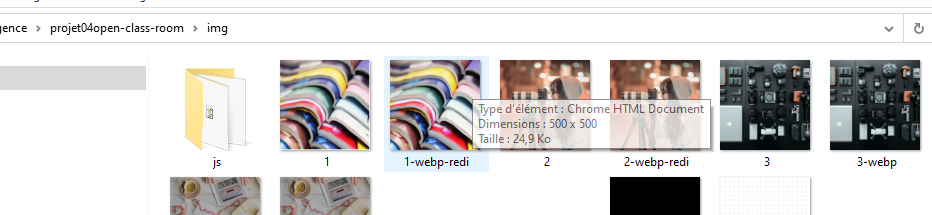 gence > projet04open-class-room > img
Type d'élément : Chrome HTML Document
Dimensions : 500 x 500
Taille : 24,9 Ko
js
1
1-webp-redi
2
2-webp-redi
3
3-webp